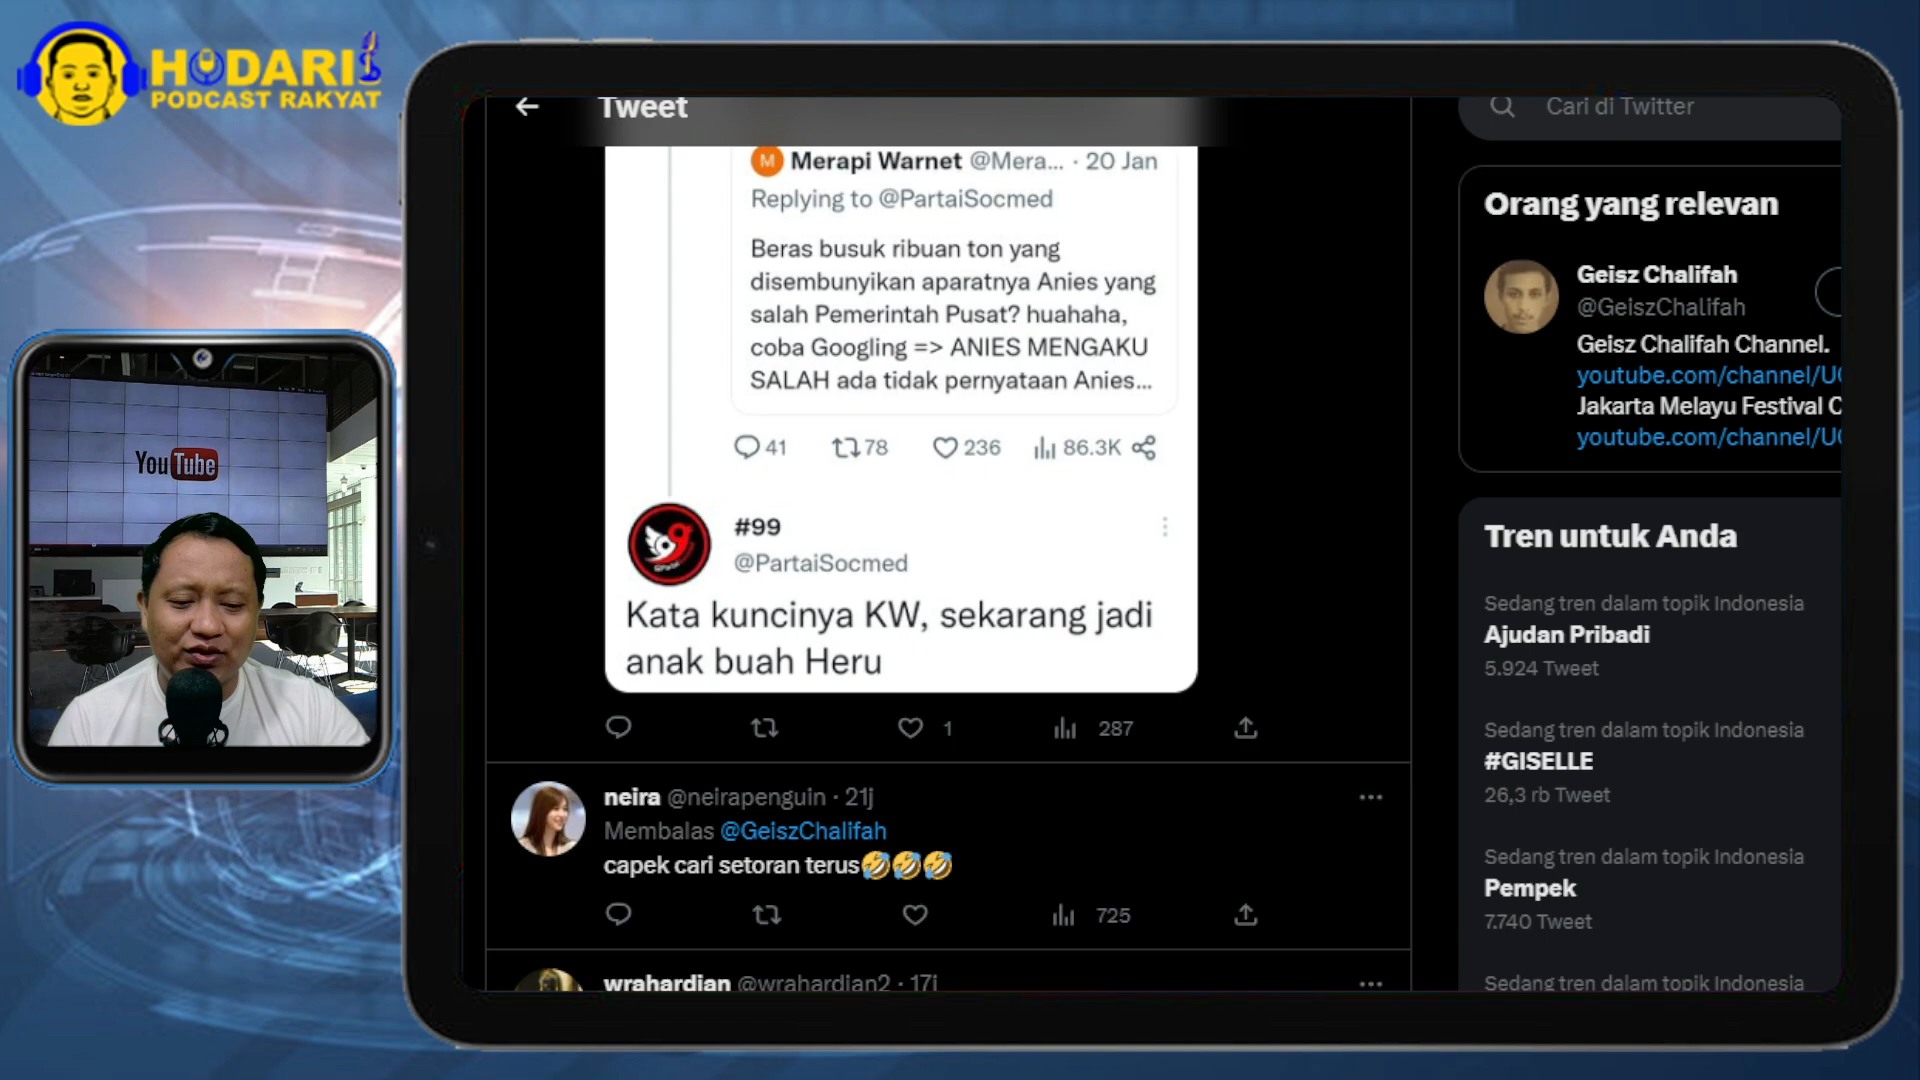 HODARI
PODCAST RAKYAT
YouTube
Tweet
M Merapi Warnet @Mera... · 20 Jan
Replying to @PartaiSocmed
Beras busuk ribuan ton yang
disembunyikan aparatnya Anies yang
salah Pemerintah Pusat? huahaha,
coba Googling => ANIES MENGAKU
SALAH ada tidak pernyataan Anies...
41 78 236 86.3K
#99
@PartaiSocmed
Kata kuncinya KW, sekarang jadi
anak buah Heru
1 287
neira @neirapenguin · 21j
Membalas @GeiszChalifah
capek cari setoran terus🤣🤣🤣
725
wrahardian @wrahardian2 · 17j
Cari di Twitter
Orang yang relevan
Geisz Chalifah
@GeiszChalifah
Geisz Chalifah Channel.
youtube.com/channel/U
Jakarta Melayu Festival C
youtube.com/channel/U
Tren untuk Anda
Sedang tren dalam topik Indonesia
Ajudan Pribadi
5.924 Tweet
Sedang tren dalam topik Indonesia
#GISELLE
26,3 rb Tweet
Sedang tren dalam topik Indonesia
Pempek
7.740 Tweet
Sedang tren dalam topik Indonesia